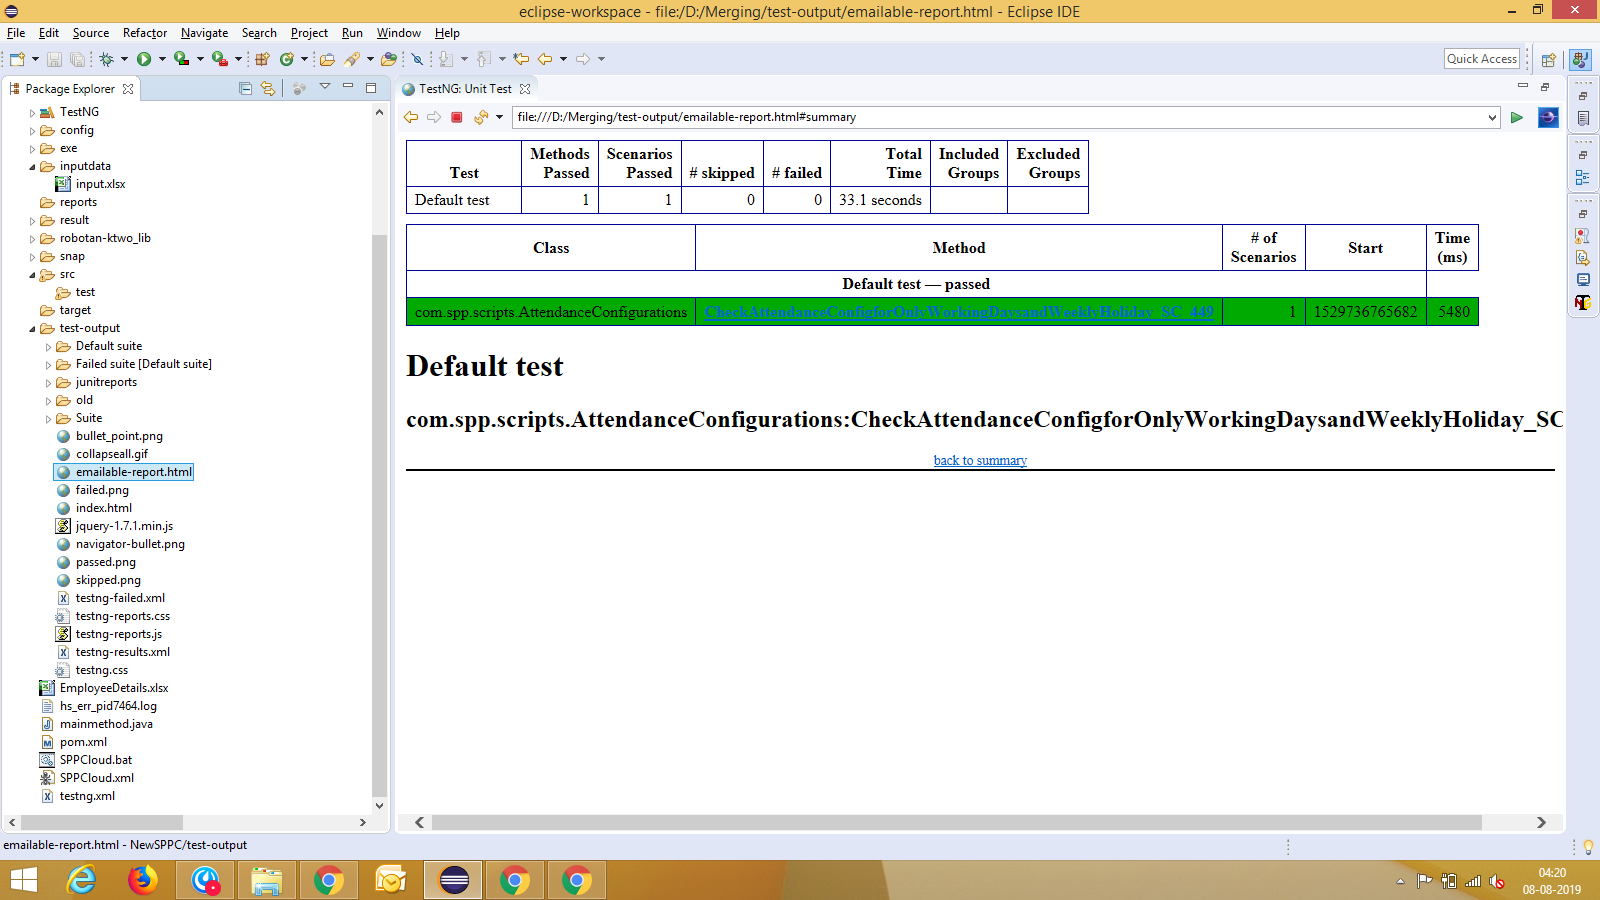 eclipse-workspace - file:/D:/Merging/test-output/emailable-report.html - Eclipse IDE
File Edit Source Refactor Navigate Search Project Run Window Help
Quick Access
Package Explorer
TestNG
config
exe
inputdata
input.xlsx
reports
result
robotan-ktwo_lib
snap
src
test
target
test-output
Default suite
Failed suite [Default suite]
junitreports
old
Suite
bullet_point.png
collapseall.gif
emailable-report.html
failed.png
index.html
jquery-1.7.1.min.js
navigator-bullet.png
passed.png
skipped.png
testng-failed.xml
testng-reports.css
testng-reports.js
testng-results.xml
testng.css
EmployeeDetails.xlsx
hs_err_pid7464.log
mainmethod.java
pom.xml
SPPCloud.bat
SPPCloud.xml
testng.xml
TestNG: Unit Test
file:///D:/Merging/test-output/emailable-report.html#summary
Test Methods Passed Scenarios Passed # skipped # failed Total Time Included Groups Excluded Groups
Default test 1 1 0 0 33.1 seconds
Class Method # of Scenarios Start Time (ms)
Default test — passed
com.spp.scripts.AttendanceConfigurations CheckAttendanceConfigforOnlyWorkingDaysandWeeklyHoliday_SC_449 1 1529736765682 5480
Default test
com.spp.scripts.AttendanceConfigurations:CheckAttendanceConfigforOnlyWorkingDaysandWeeklyHoliday_SC
back to summary
emailable-report.html - NewSPPC/test-output
04:20
08-08-2019